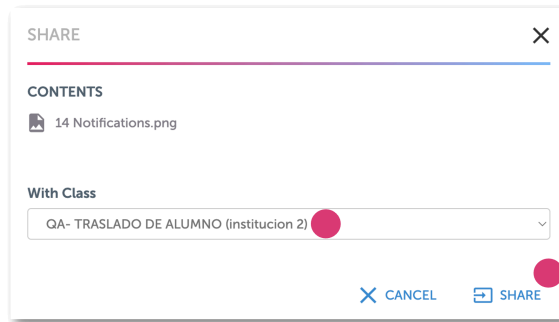 SHARE
CONTENTS
14 Notifications.png
With Class
QA- TRASLADO DE ALUMNO (institucion 2)
CANCEL SHARE